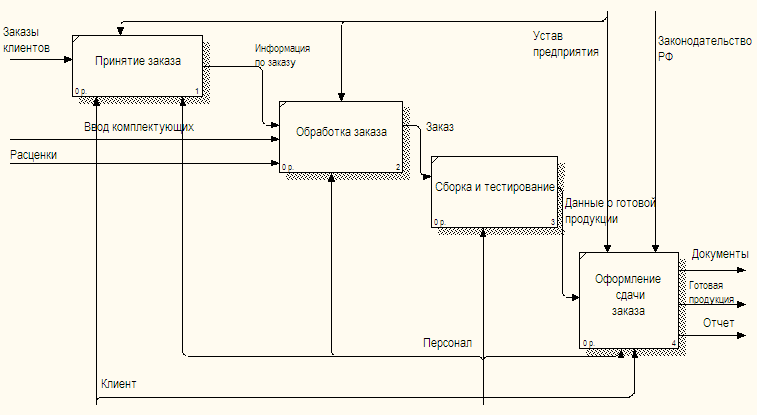 Заказы
клиентов
Принятие заказа
0 р.
1
Информация
по заказу
Устав
предприятия
Законодательство
РФ
Ввод комплектующих
Расценки
Обработка заказа
0 р.
2
Заказ
Сборка и тестирование
0 р.
3
Данные о готовой
продукции
Оформление
сдачи
заказа
0 р.
4
Документы
Готовая
продукция
Отчет
Персонал
Клиент